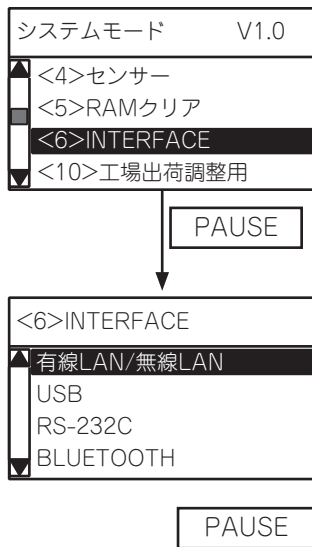 システムモード V1.0
<4>センサー
<5>RAMクリア
<6>INTERFACE
<10>工場出荷調整用
PAUSE
<6>INTERFACE
有線LAN/無線LAN
USB
RS-232C
BLUETOOTH
PAUSE